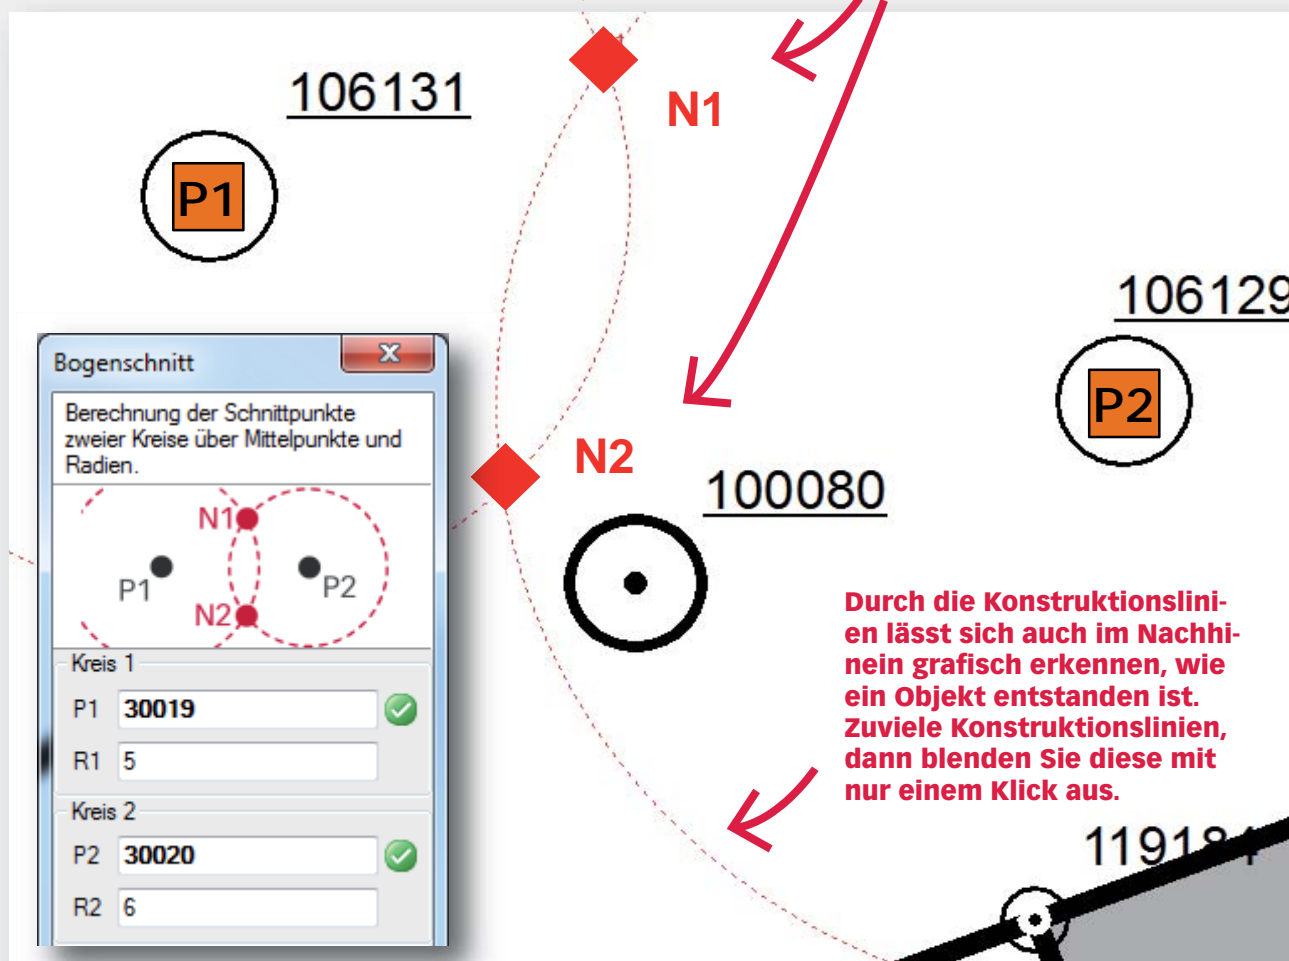 106131
N1
P1
106129
P2
Bogenschnitt
Berechnung der Schnittpunkte
zweier Kreise über Mittelpunkte und
Radien.
N1
P1
P2
N2
Kreis 1
P1 30019
R1 5
Kreis 2
P2 30020
R2 6
N2
100080
Durch die Konstruktionslini-
en lässt sich auch im Nachhi-
nein grafisch erkennen, wie
ein Objekt entstanden ist.
Zuviele Konstruktionslinien,
dann blenden Sie diese mit
nur einem Klick aus.
119184